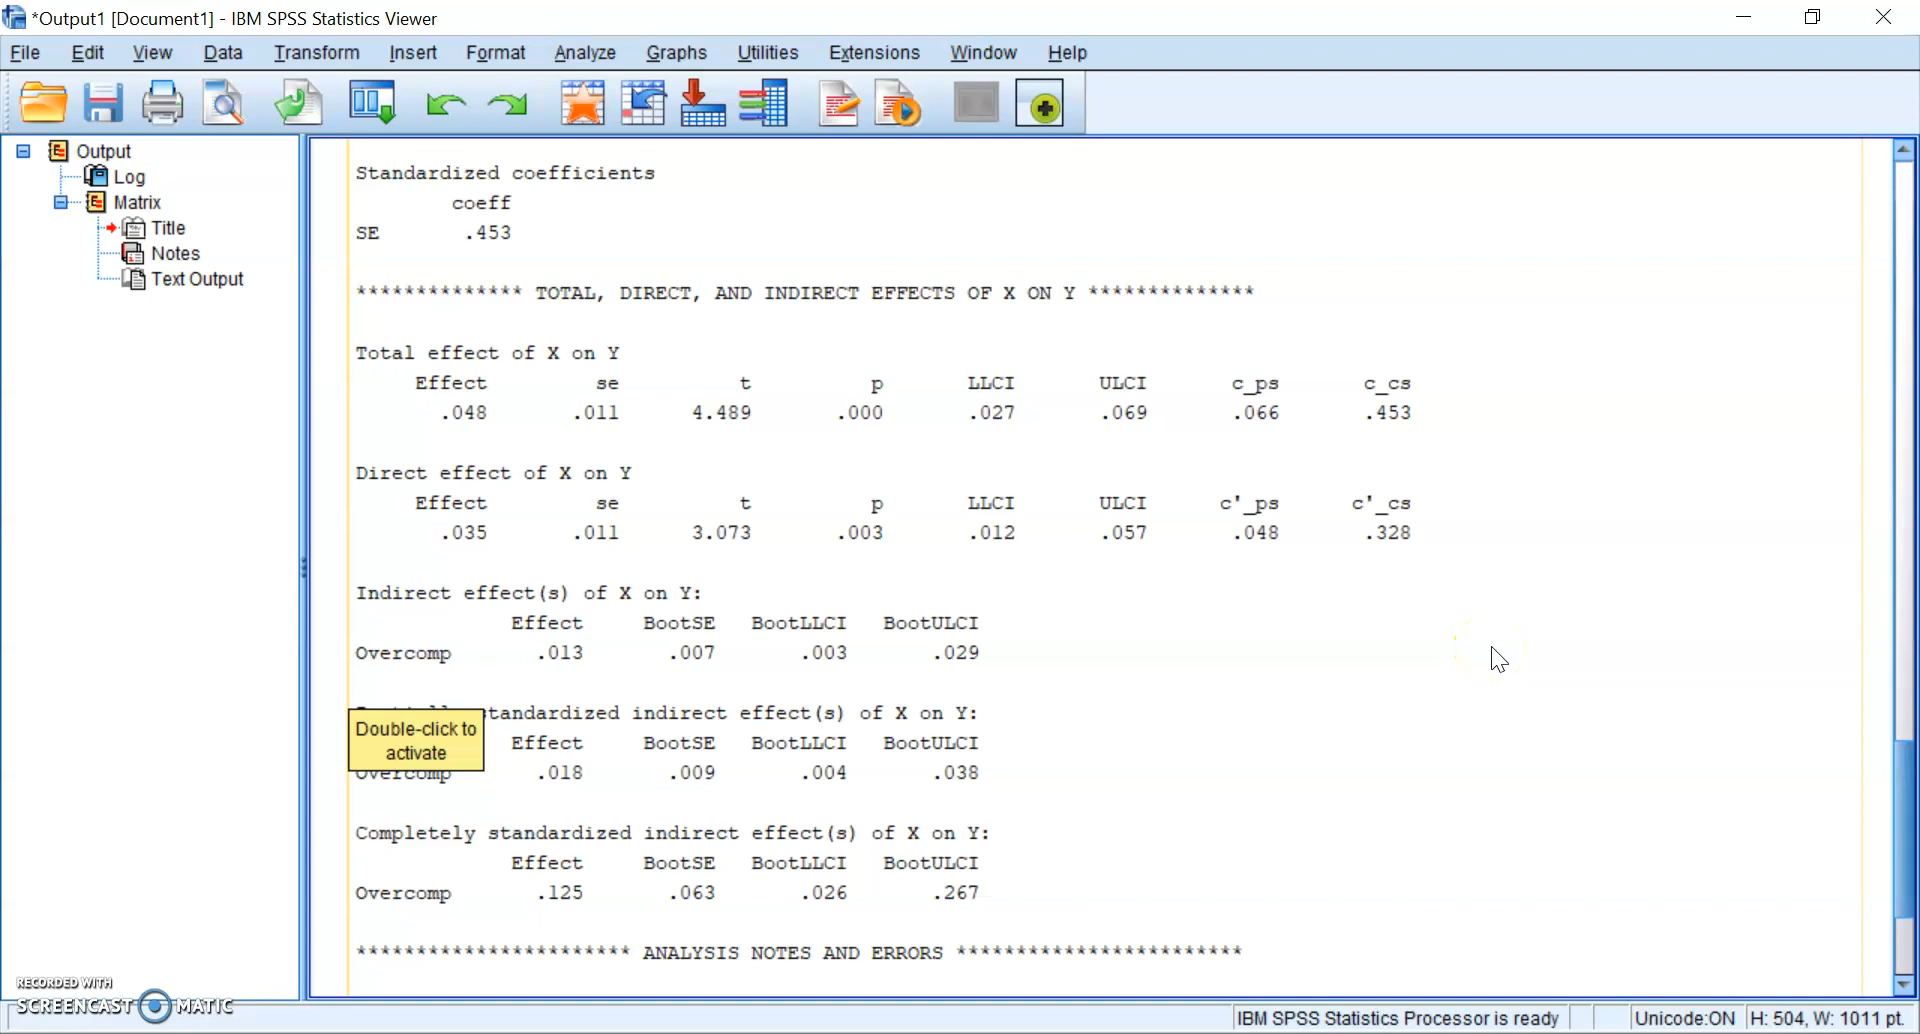 *Output1 [Document1] - IBM SPSS Statistics Viewer
File Edit View Data Transform Insert Format Analyze Graphs Utilities Extensions Window Help
Output
Log
Matrix
Title
Notes
Text Output
Standardized coefficients
coeff
SE .453
************** TOTAL, DIRECT, AND INDIRECT EFFECTS OF X ON Y **************
Total effect of X on Y
Effect se t p LLCI ULCI c_ps c_cs
.048 .011 4.489 .000 .027 .069 .066 .453
Direct effect of X on Y
Effect se t p LLCI ULCI c'_ps c'_cs
.035 .011 3.073 .003 .012 .057 .048 .328
Indirect effect(s) of X on Y:
Effect BootSE BootLLCI BootULCI
Overcomp .013 .007 .003 .029
standardized indirect effect(s) of X on Y:
Double-click to
activate
Effect BootSE BootLLCI BootULCI
Overcomp .018 .009 .004 .038
Completely standardized indirect effect(s) of X on Y:
Effect BootSE BootLLCI BootULCI
Overcomp .125 .063 .026 .267
*********************** ANALYSIS NOTES AND ERRORS ************************
RECORDED WITH
SCREENCAST MATIC
IBM SPSS Statistics Processor is ready Unicode:ON H: 504, W: 1011 pt.